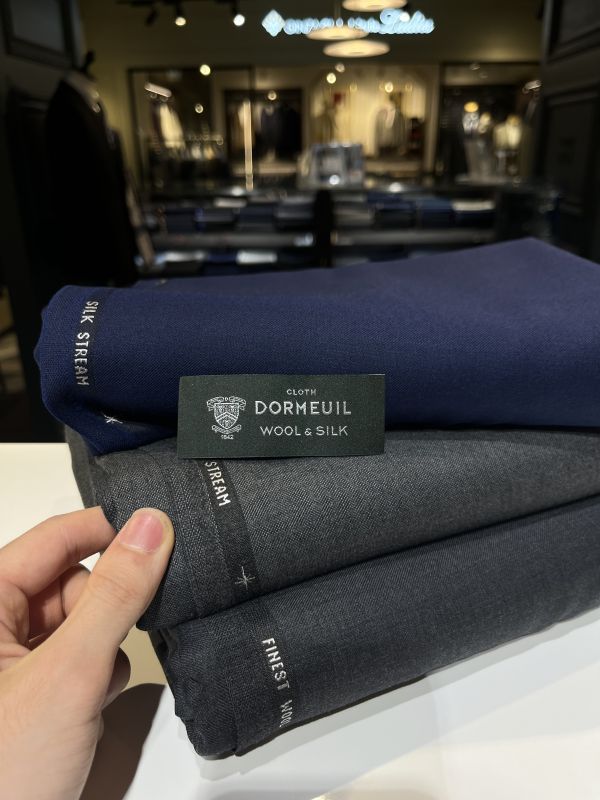 SILK STREAM
CLOTH
DORMEUIL
1842
WOOL & SILK
STREAM
FINEST WOOL